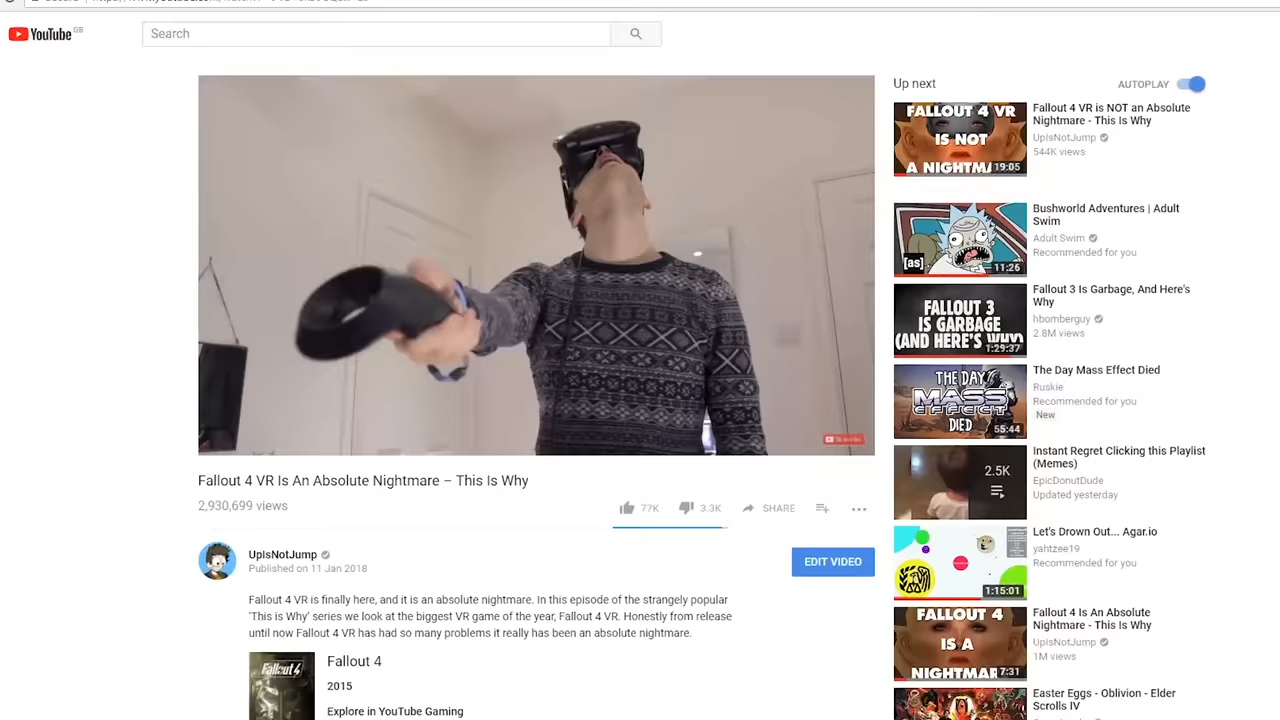 YouTube GB
Search
Up next
AUTOPLAY
FALLOUT 4 VR
IS NOT
A NIGHTMA
19:05
Fallout 4 VR is NOT an Absolute
Nightmare - This Is Why
UpIsNotJump
544K views
[as]
11:26
Bushworld Adventures | Adult
Swim
Adult Swim
Recommended for you
FALLOUT 3
IS GARBAGE
(AND HERE'S WHY)
1:29:37
Fallout 3 Is Garbage, And Here's
Why
hbomberguy
2.8M views
THE DAY
MASS
EFFECT
DIED
55:44
The Day Mass Effect Died
Ruskie
Recommended for you
New
2.5K
Instant Regret Clicking this Playlist
(Memes)
EpicDonutDude
Updated yesterday
1:15:01
Let's Drown Out... Agar.io
yahtzee19
Recommended for you
FALLOUT 4
IS A
NIGHTMAR
7:31
Fallout 4 Is An Absolute
Nightmare - This Is Why
UpIsNotJump
1M views
Easter Eggs - Oblivion - Elder
Scrolls IV
Fallout 4 VR Is An Absolute Nightmare – This Is Why
2,930,699 views
77K
3.3K
SHARE
UpIsNotJump
Published on 11 Jan 2018
EDIT VIDEO
Fallout 4 VR is finally here, and it is an absolute nightmare. In this episode of the strangely popular
'This is Why' series we look at the biggest VR game of the year, Fallout 4 VR. Honestly from release
until now Fallout 4 VR has had so many problems it really has been an absolute nightmare.
Fallout 4
Fallout 4
2015
Explore in YouTube Gaming